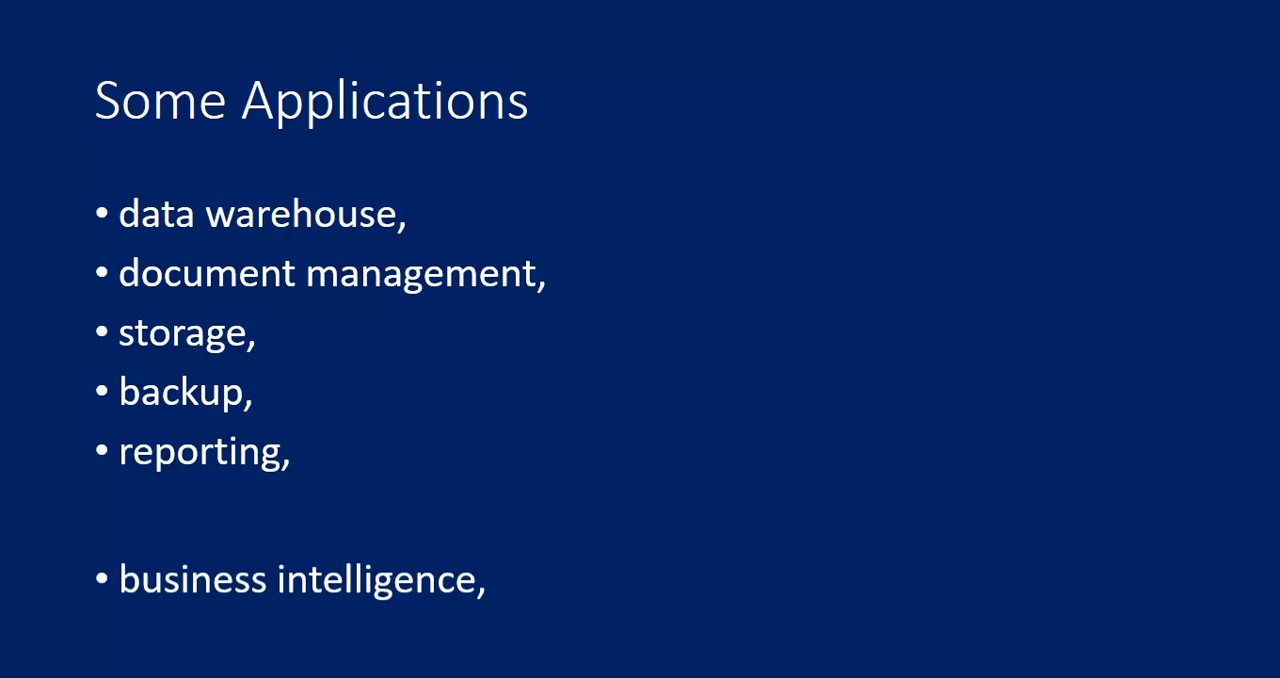 Some Applications
• data warehouse,
• document management,
• storage,
• backup,
• reporting,
• business intelligence,